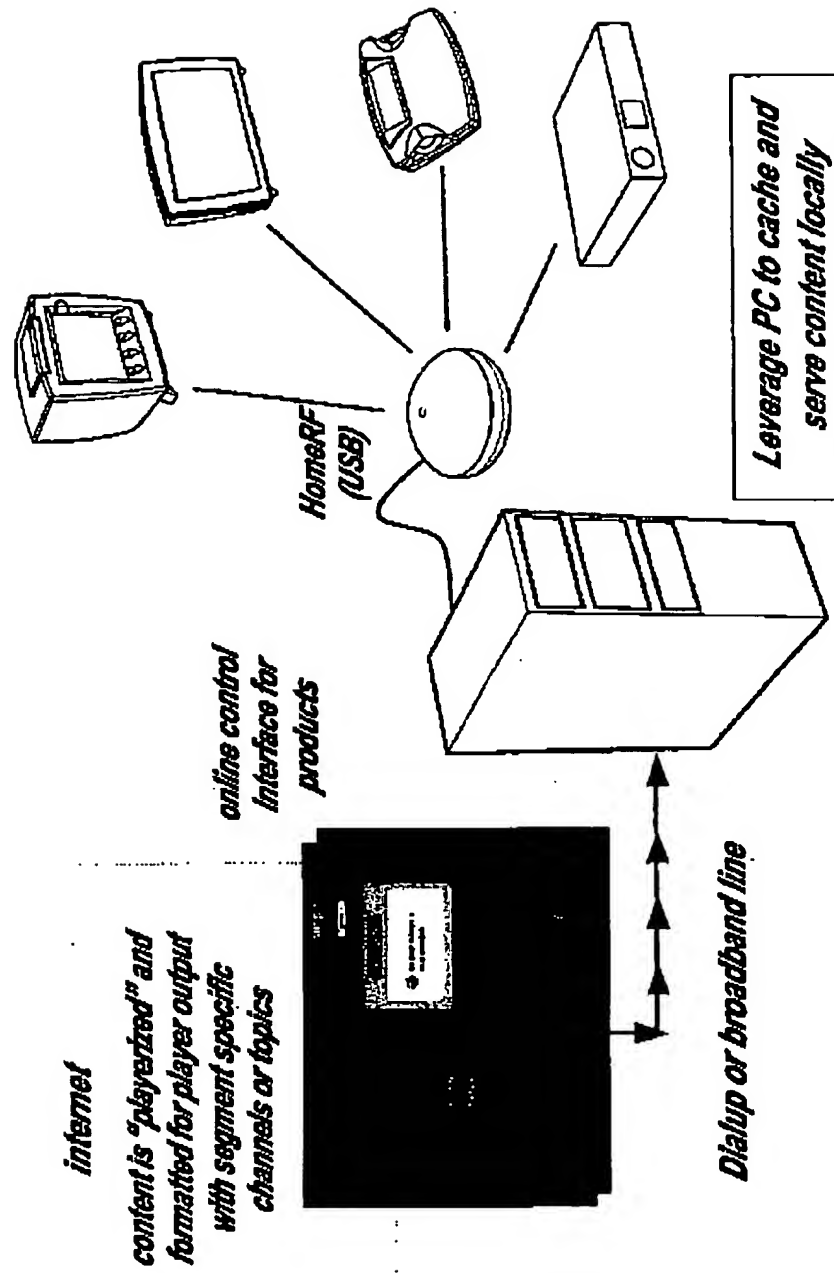 internet
content is "playerized" and
formatted for player output
with segment specific
channels or topics
online control
interface for
products
HomeRF
(USB)
Dialup or broadband line
Leverage PC to cache and
serve content locally